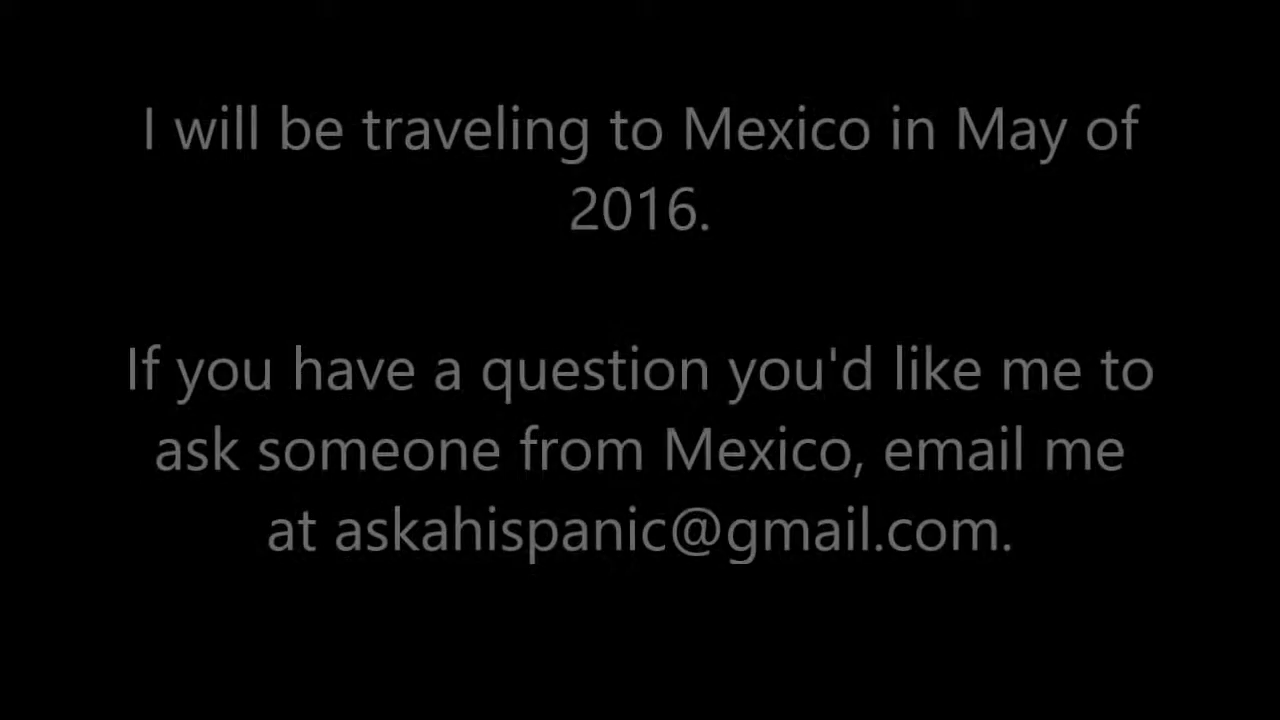 I will be traveling to Mexico in May of
2016.
If you have a question you'd like me to
ask someone from Mexico, email me
at askahispanic@gmail.com.